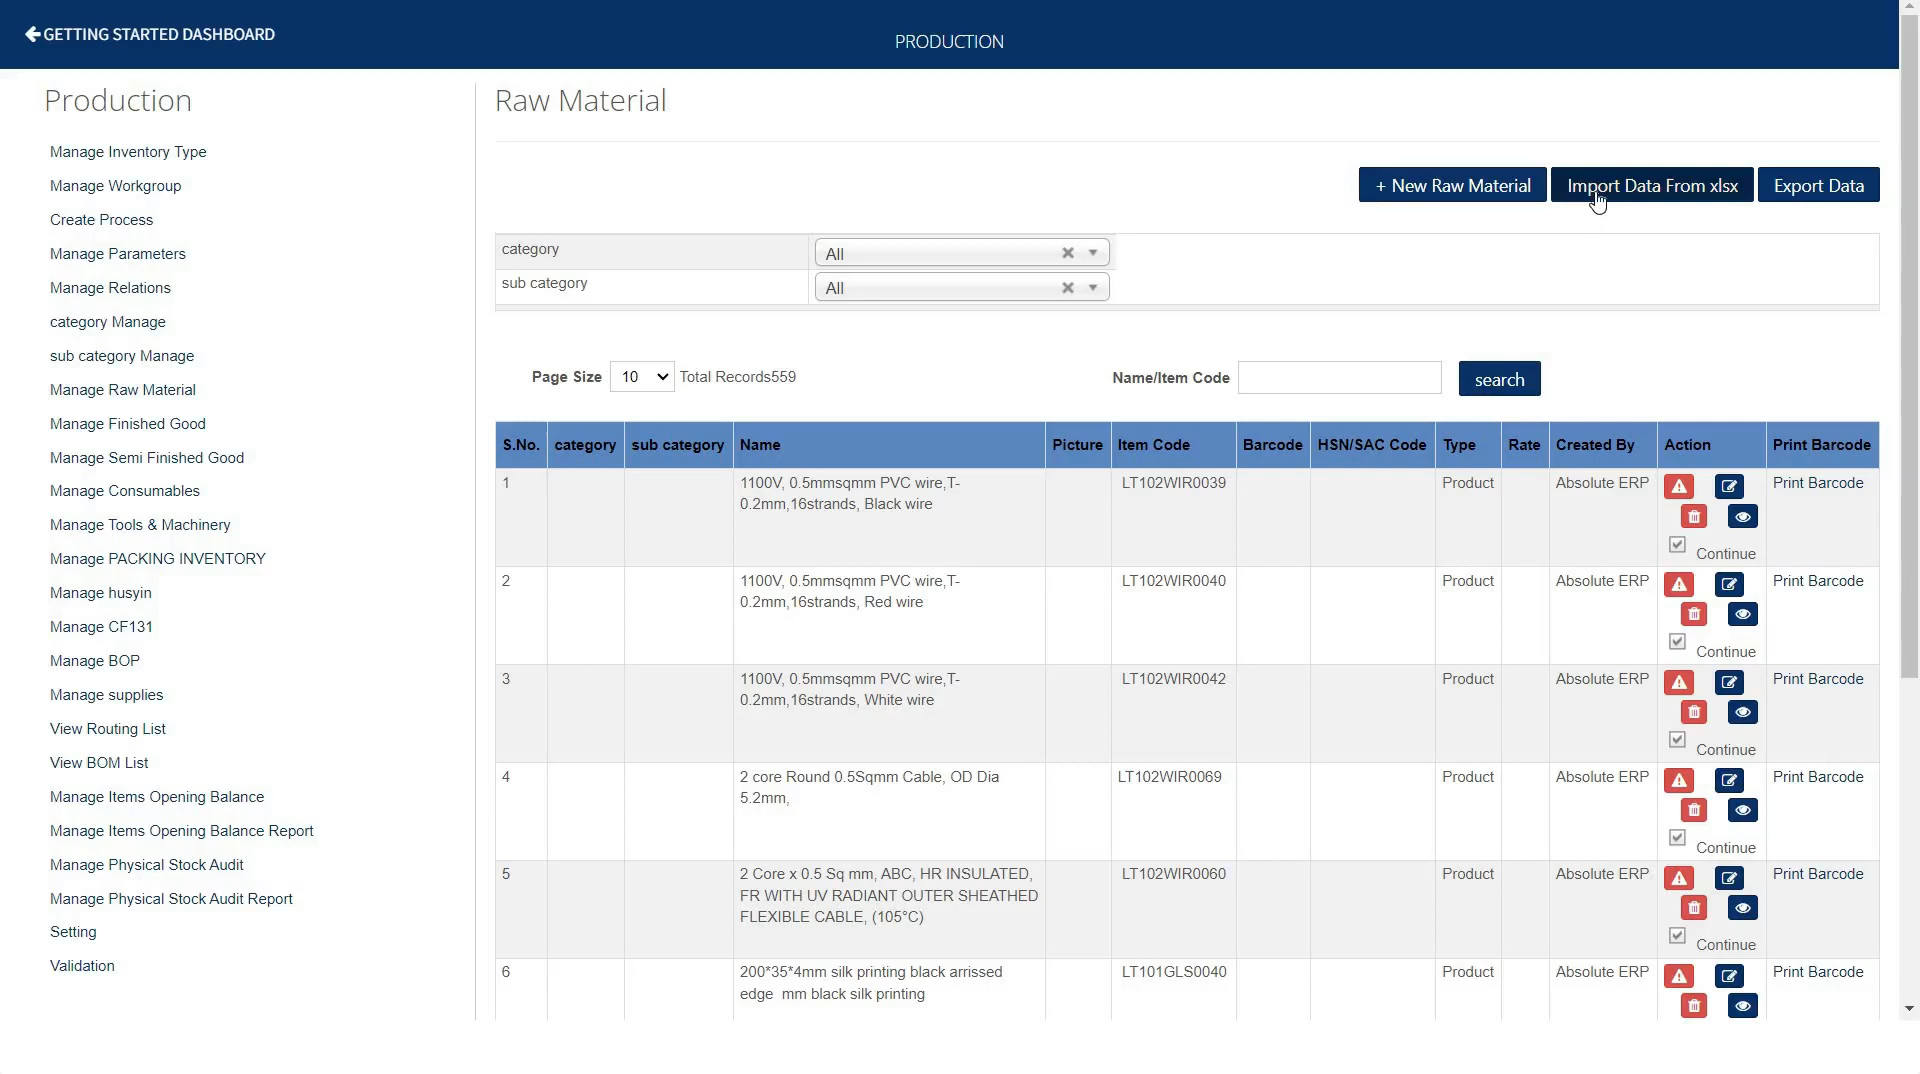 GETTING STARTED DASHBOARD
PRODUCTION
Production
Manage Inventory Type
Manage Workgroup
Create Process
Manage Parameters
Manage Relations
category Manage
sub category Manage
Manage Raw Material
Manage Finished Good
Manage Semi Finished Good
Manage Consumables
Manage Tools & Machinery
Manage PACKING INVENTORY
Manage husyin
Manage CF131
Manage BOP
Manage supplies
View Routing List
View BOM List
Manage Items Opening Balance
Manage Items Opening Balance Report
Manage Physical Stock Audit
Manage Physical Stock Audit Report
Setting
Validation
Raw Material
+ New Raw Material Import Data From xlsx Export Data
category All
sub category All
Page Size 10 Total Records559 Name/Item Code search
S.No. category sub category Name Picture Item Code Barcode HSN/SAC Code Type Rate Created By Action Print Barcode
1 1100V, 0.5mmsqmm PVC wire,T- LT102WIR0039 Product Absolute ERP Print Barcode
0.2mm,16strands, Black wire
Continue
2 1100V, 0.5mmsqmm PVC wire,T- LT102WIR0040 Product Absolute ERP Print Barcode
0.2mm,16strands, Red wire
Continue
3 1100V, 0.5mmsqmm PVC wire,T- LT102WIR0042 Product Absolute ERP Print Barcode
0.2mm,16strands, White wire
Continue
4 2 core Round 0.5Sqmm Cable, OD Dia LT102WIR0069 Product Absolute ERP Print Barcode
5.2mm,
Continue
5 2 Core x 0.5 Sq mm, ABC, HR INSULATED, LT102WIR0060 Product Absolute ERP Print Barcode
FR WITH UV RADIANT OUTER SHEATHED
FLEXIBLE CABLE, (105°C)
Continue
6 200*35*4mm silk printing black arrissed LT101GLS0040 Product Absolute ERP Print Barcode
edge mm black silk printing